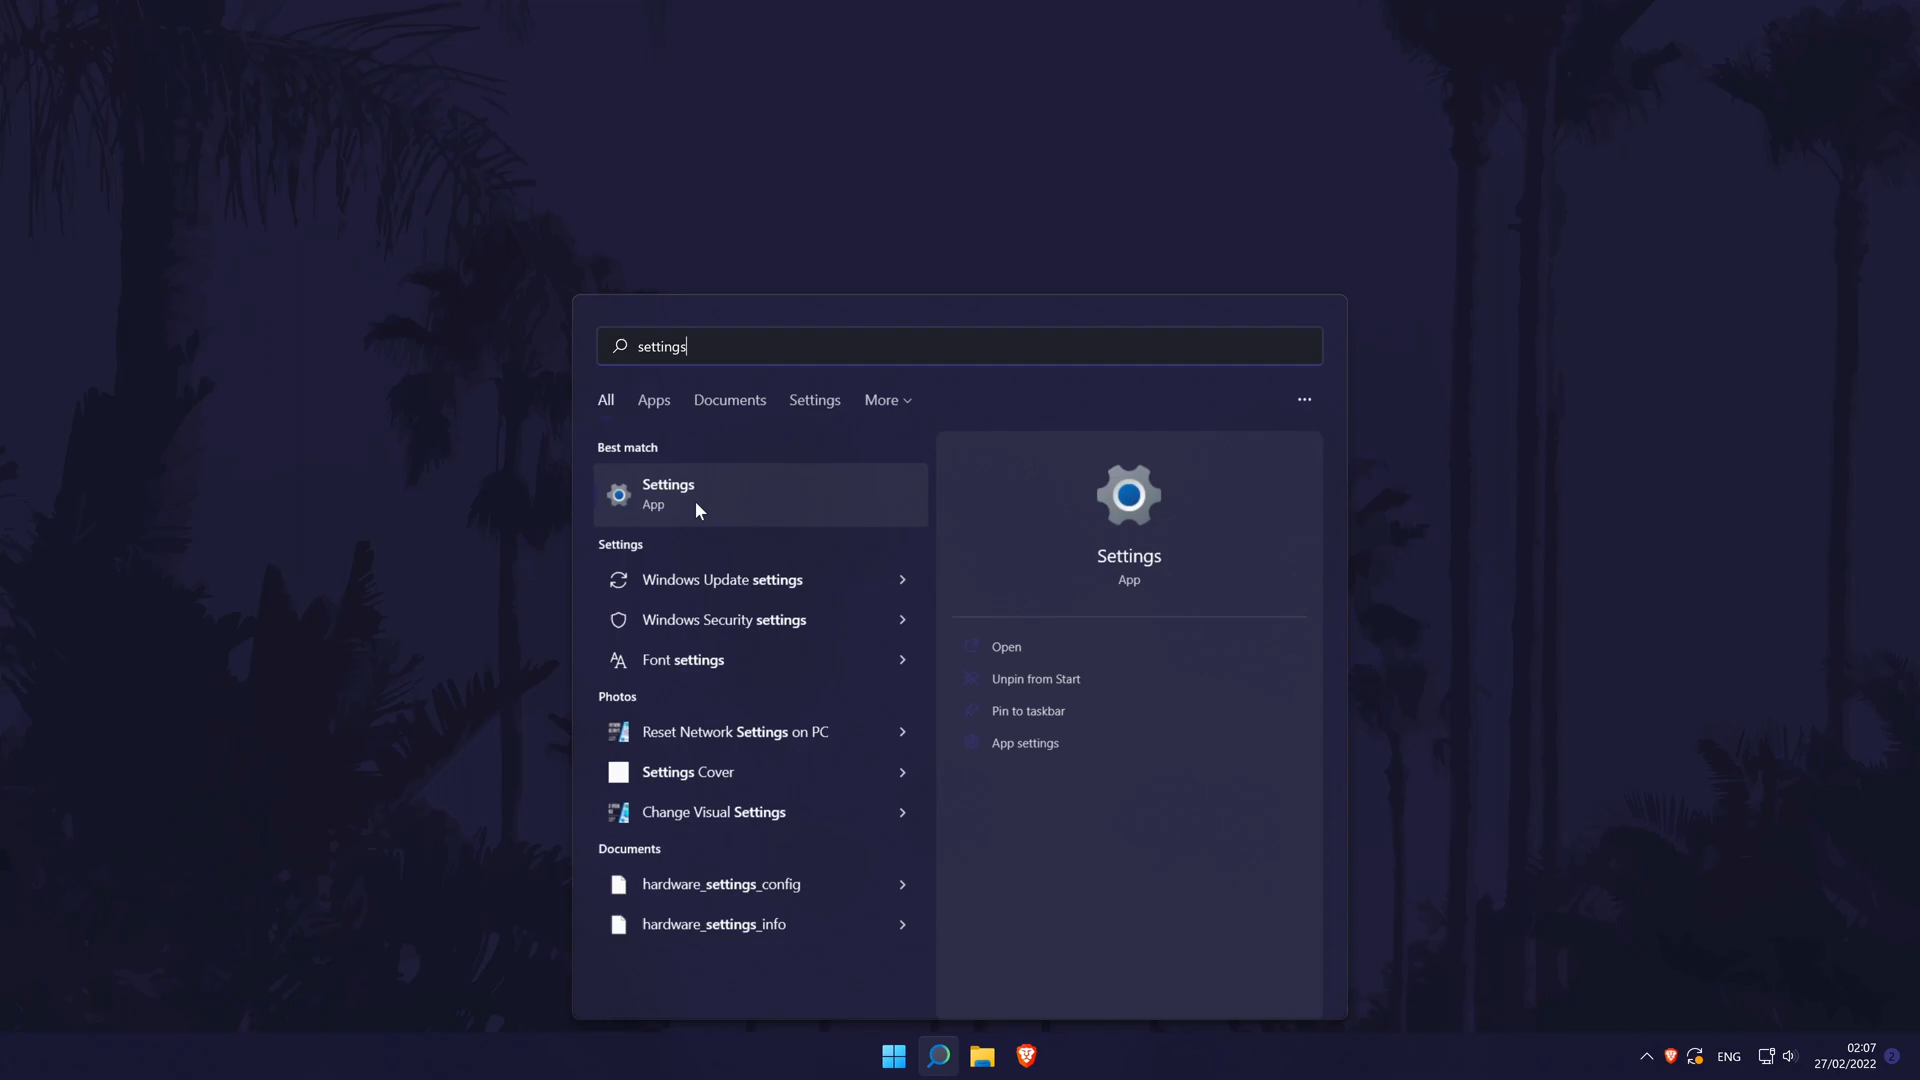 settings
All Apps Documents Settings More
Best match
Settings
App
Settings
Windows Update settings
Windows Security settings
Font settings
Photos
Reset Network Settings on PC
Settings Cover
Change Visual Settings
Documents
hardware_settings_config
hardware_settings_info
Settings
App
Open
Unpin from Start
Pin to taskbar
App settings
ENG
02:07
27/02/2022
2